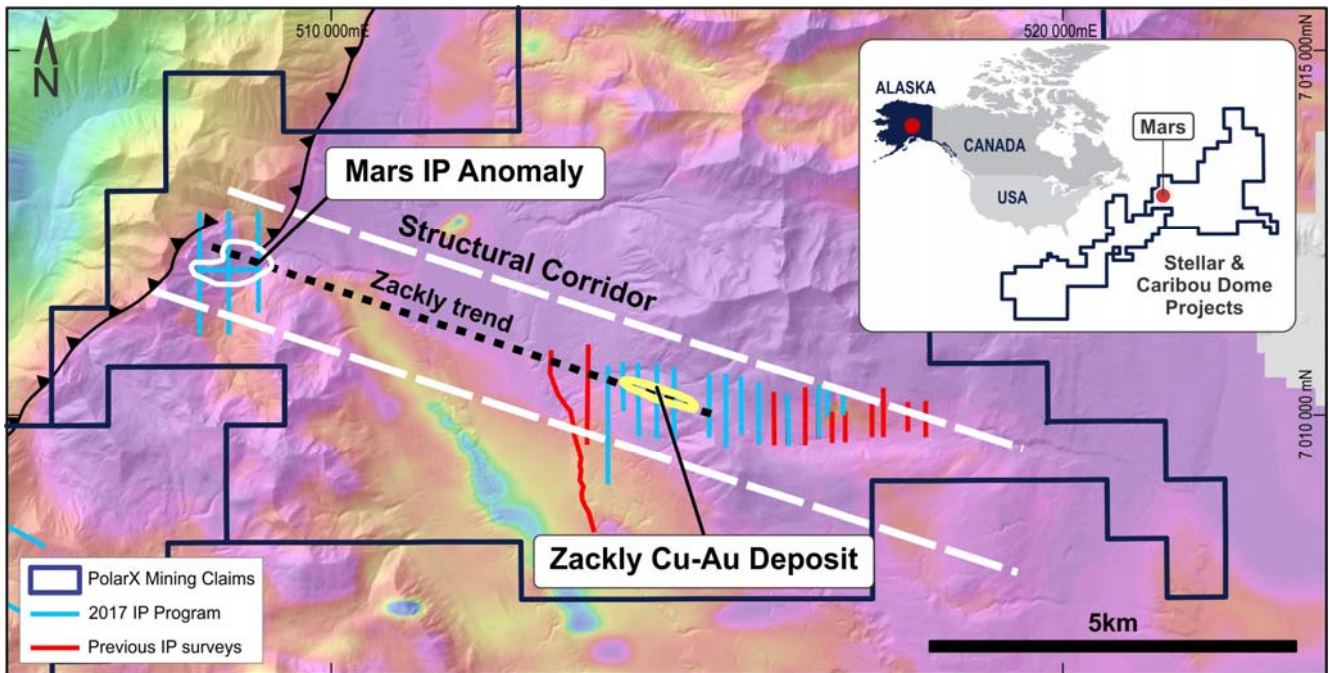 510 000mE
520 000mE
7 015 000mN
N
ALASKA
CANADA
USA
Mars
Stellar &
Caribou Dome
Projects
Mars IP Anomaly
Structural Corridor
Zackly trend
7 010 000mN
Zackly Cu-Au Deposit
PolarX Mining Claims
2017 IP Program
Previous IP surveys
5km